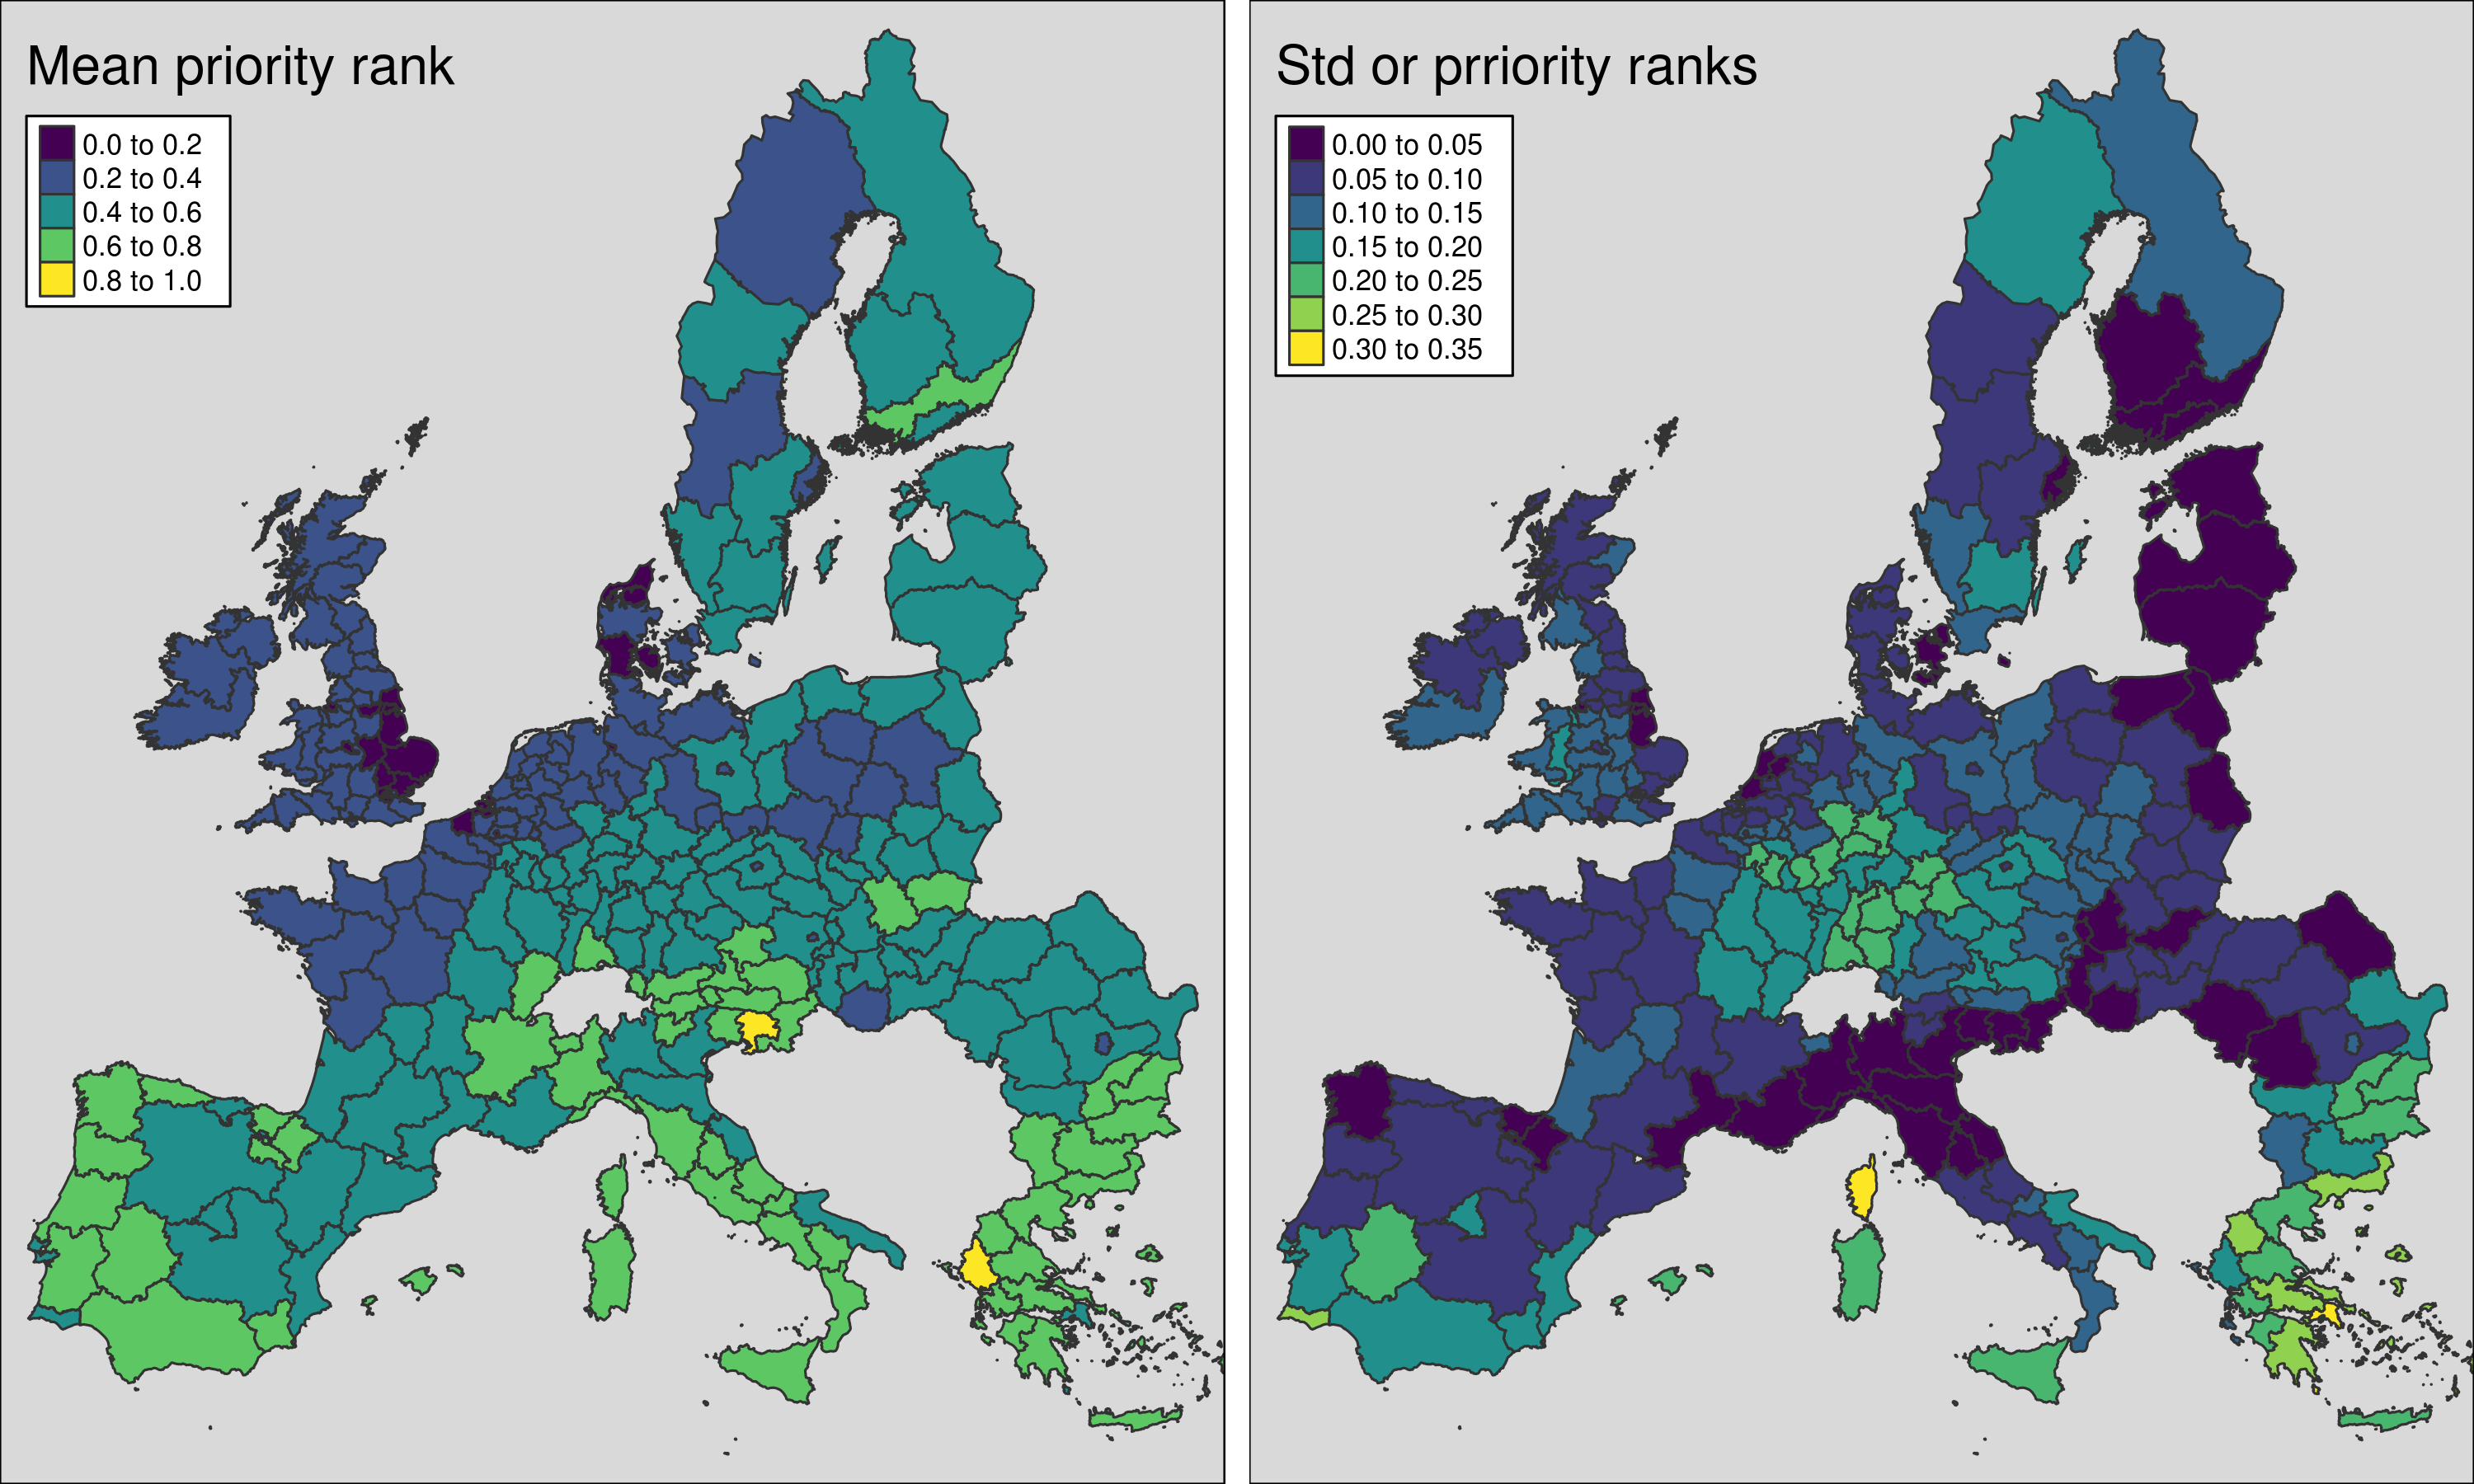 Mean priority rank
0.0 to 0.2
0.2 to 0.4
0.4 to 0.6
0.6 to 0.8
0.8 to 1.0
Std or prriority ranks
0.00 to 0.05
0.05 to 0.10
0.10 to 0.15
0.15 to 0.20
0.20 to 0.25
0.25 to 0.30
0.30 to 0.35